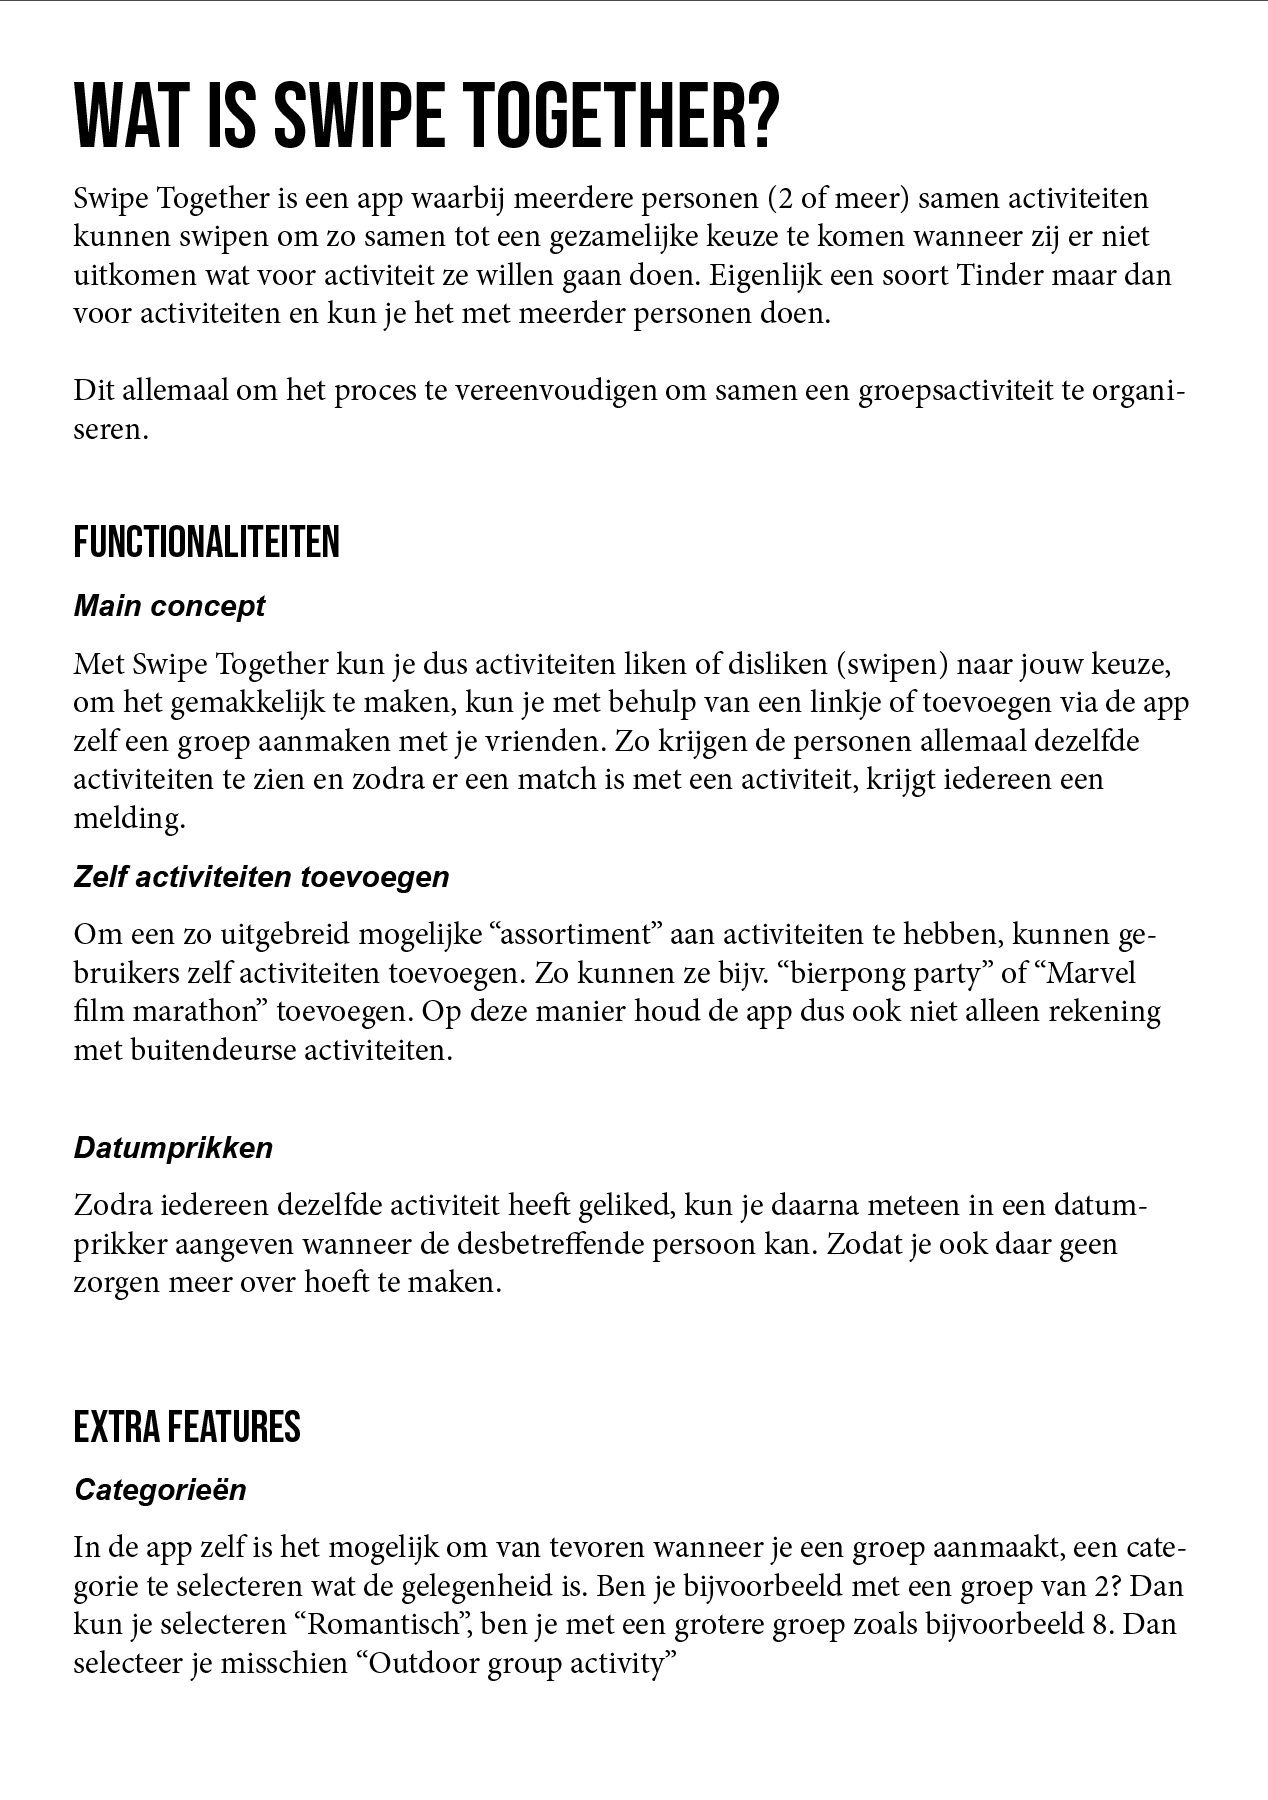 WAT IS SWIPE TOGETHER?
Swipe Together is een app waarbij meerdere personen (2 of meer) samen activiteiten
kunnen swipen om zo samen tot een gezamelijke keuze te komen wanneer zij er niet
uitkomen wat voor activiteit ze willen gaan doen. Eigenlijk een soort Tinder maar dan
voor activiteiten en kun je het met meerder personen doen.
Dit allemaal om het proces te vereenvoudigen om samen een groepsactiviteit te organi-
seren.
FUNCTIONALITEITEN
Main concept
Met Swipe Together kun je dus activiteiten liken of disliken (swipen) naar jouw keuze,
om het gemakkelijk te maken, kun je met behulp van een linkje of toevoegen via de app
zelf een groep aanmaken met je vrienden. Zo krijgen de personen allemaal dezelfde
activiteiten te zien en zodra er een match is met een activiteit, krijgt iedereen een
melding.
Zelf activiteiten toevoegen
Om een zo uitgebreid mogelijke “assortiment” aan activiteiten te hebben, kunnen ge-
bruikers zelf activiteiten toevoegen. Zo kunnen ze bijv. “bierpong party” of “Marvel
film marathon” toevoegen. Op deze manier houd de app dus ook niet alleen rekening
met buitendeurse activiteiten.
Datumprikken
Zodra iedereen dezelfde activiteit heeft geliked, kun je daarna meteen in een datum-
prikker aangeven wanneer de desbetreffende persoon kan. Zodat je ook daar geen
zorgen meer over hoeft te maken.
EXTRA FEATURES
Categorieën
In de app zelf is het mogelijk om van tevoren wanneer je een groep aanmaakt, een cate-
gorie te selecteren wat de gelegenheid is. Ben je bijvoorbeeld met een groep van 2? Dan
kun je selecteren “Romantisch”, ben je met een grotere groep zoals bijvoorbeeld 8. Dan
selecteer je misschien “Outdoor group activity”